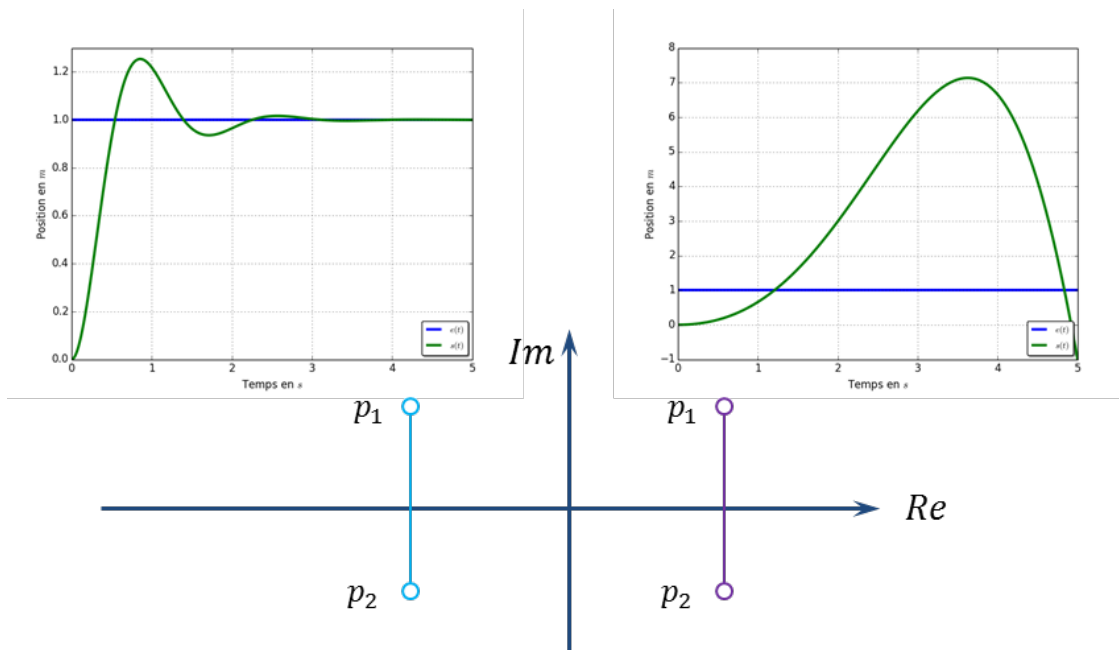 1.2
1.0
0.8
0.6
0.4
0.2
0.0
0
1
2
3
4
5
Position en m
Temps en s
e(t)
s(t)
8
7
6
5
4
3
2
1
0
−1
0
1
2
3
4
5
Position en m
Temps en s
e(t)
s(t)
Im
p₁
p₁
Re
p₂
p₂